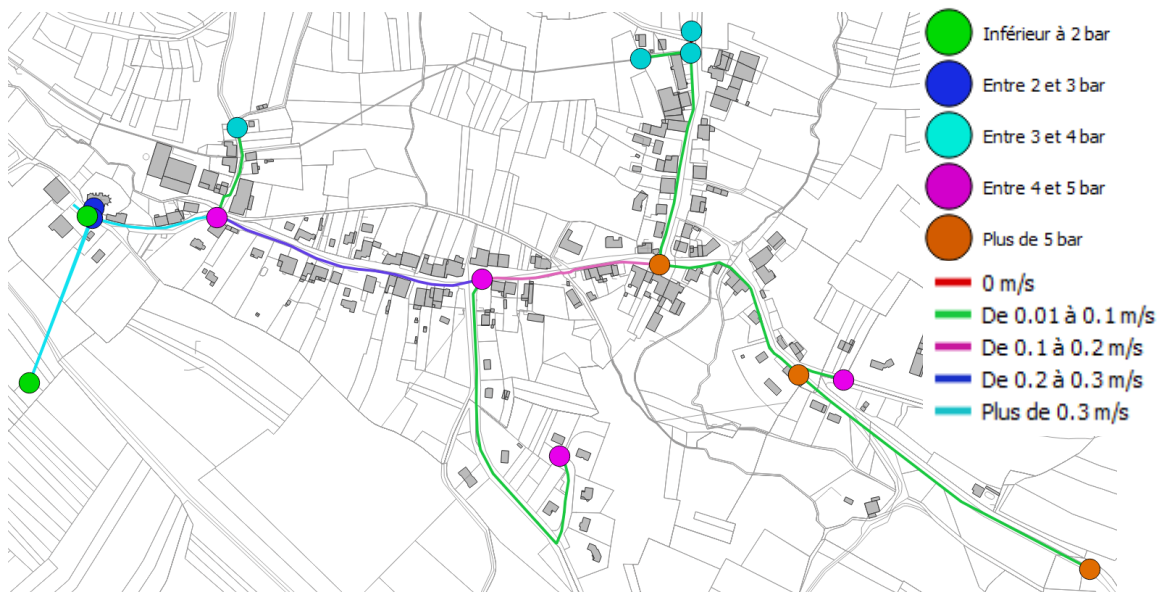 Inférieur à 2 bar
Entre 2 et 3 bar
Entre 3 et 4 bar
Entre 4 et 5 bar
Plus de 5 bar
0 m/s
De 0.01 à 0.1 m/s
De 0.1 à 0.2 m/s
De 0.2 à 0.3 m/s
Plus de 0.3 m/s